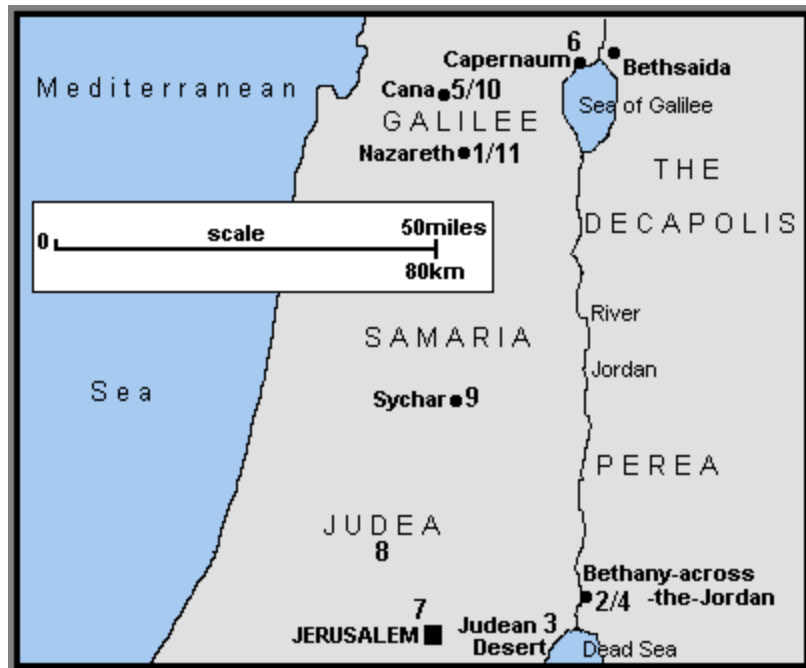 6
Capernaum
Bethsaida
Mediterranean
Cana 5/10
Sea of Galilee
GALILEE
Nazareth 1/11
THE
DECAPOLIS
scale
50miles
0
80km
River
SAMARIA
Jordan
Sea
Sychar 9
PEREA
JUDEA
8
Bethany-across
2/4 -the-Jordan
7
JERUSALEM
Judean 3
Desert
Dead Sea